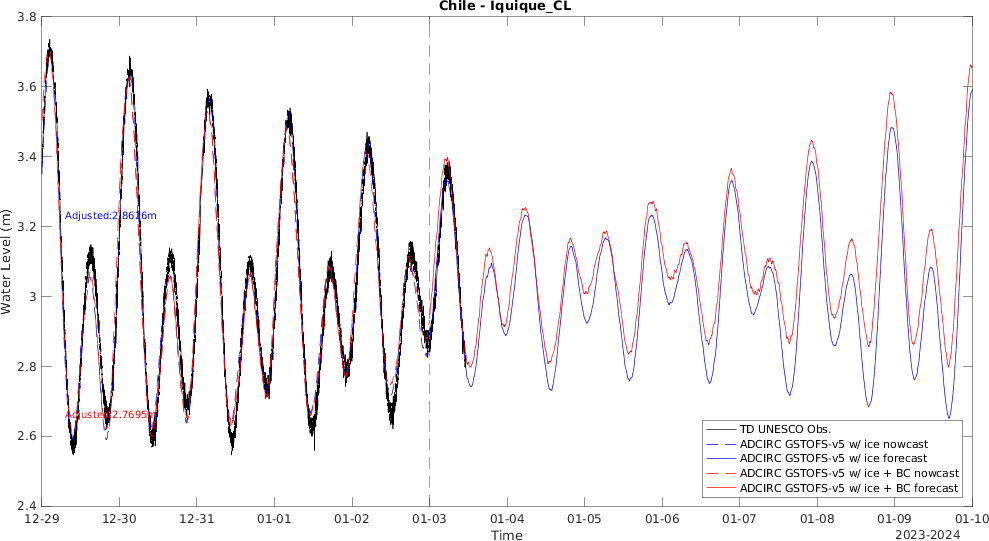 Chile - Iquique_CL
3.8
3.6
3.4
3.2
3
2.8
2.6
2.4
Water Level (m)
Adjusted:2.8616m
Adjusted:2.7695m
TD UNESCO Obs.
ADCIRC GSTOFS-v5 w/ ice nowcast
ADCIRC GSTOFS-v5 w/ ice forecast
ADCIRC GSTOFS-v5 w/ ice + BC nowcast
ADCIRC GSTOFS-v5 w/ ice + BC forecast
12-29 12-30 12-31 01-01 01-02 01-03 01-04 01-05 01-06 01-07 01-08 01-09 01-10
Time
2023-2024